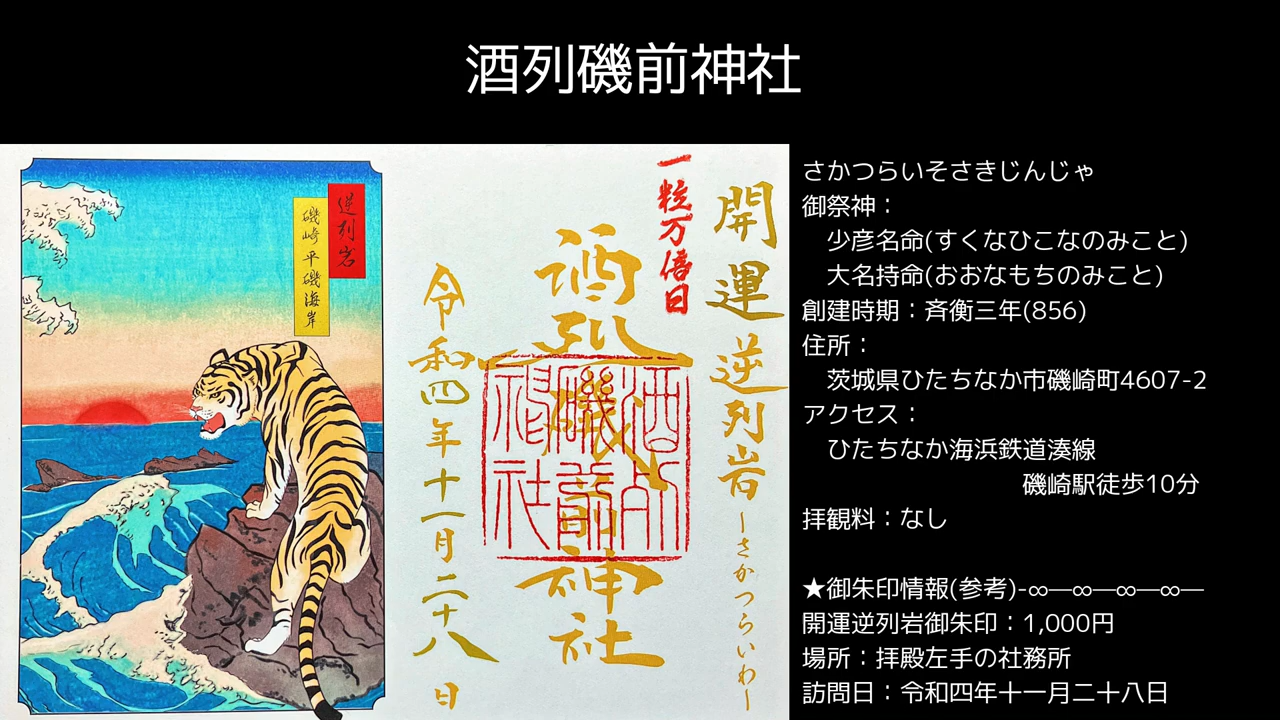 酒列磯前神社
逆列岩
磯崎平磯海岸
一粒万倍日
開運逆列岩
―さかつらいわ―
酒列磯前神社
酒列磯前神社
令和四年十一月二十八日
さかつらいそさきじんじゃ
御祭神：
少彦名命(すくなひこなのみこと)
大名持命(おおなもちのみこと)
創建時期：斉衡三年(856)
住所：
茨城県ひたちなか市磯崎町4607-2
アクセス：
ひたちなか海浜鉄道湊線
磯崎駅徒歩10分
拝観料：なし
★御朱印情報(参考)-∞—∞—∞—∞—
開運逆列岩御朱印：1,000円
場所：拝殿左手の社務所
訪問日：令和四年十一月二十八日